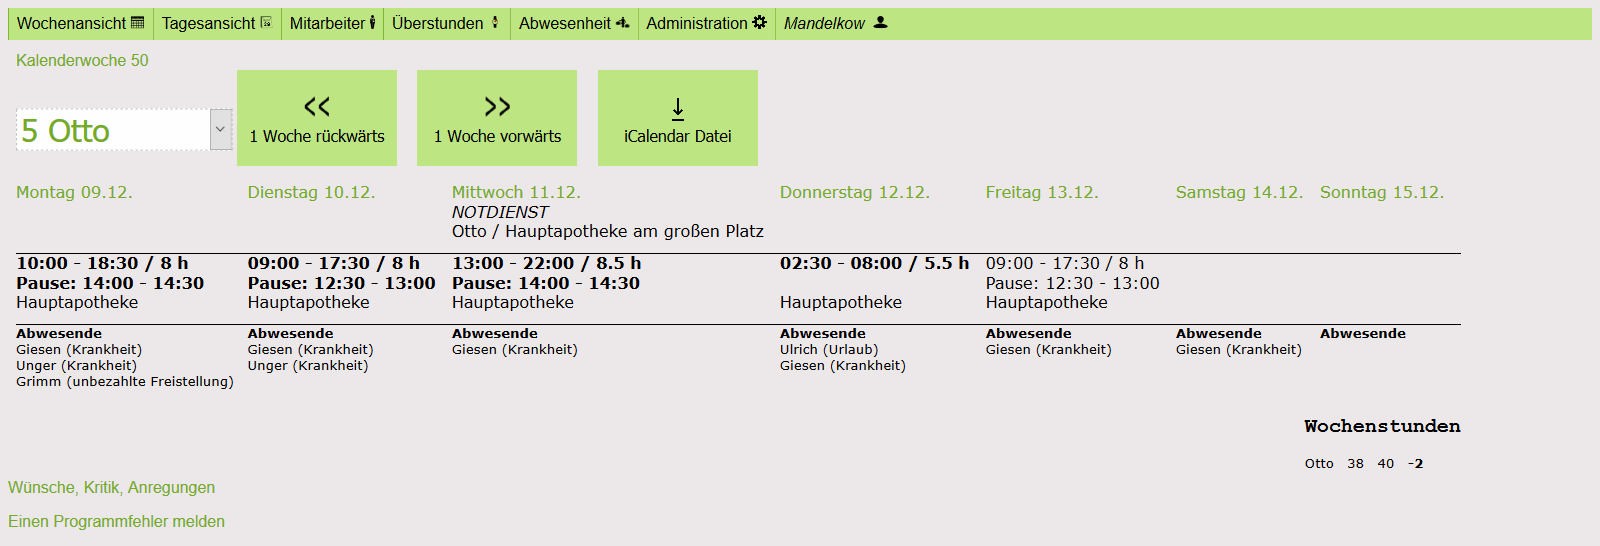 Wochenansicht Tagesansicht Mitarbeiter Überstunden Abwesenheit Administration Mandelkow
Kalenderwoche 50
5 Otto
<< >>
1 Woche rückwärts 1 Woche vorwärts iCalendar Datei
Montag 09.12. Dienstag 10.12. Mittwoch 11.12. Donnerstag 12.12. Freitag 13.12. Samstag 14.12. Sonntag 15.12.
NOTDIENST
Otto / Hauptapotheke am großen Platz
10:00 - 18:30 / 8 h 09:00 - 17:30 / 8 h 13:00 - 22:00 / 8.5 h 02:30 - 08:00 / 5.5 h 09:00 - 17:30 / 8 h
Pause: 14:00 - 14:30 Pause: 12:30 - 13:00 Pause: 14:00 - 14:30 Pause: 12:30 - 13:00
Hauptapotheke Hauptapotheke Hauptapotheke Hauptapotheke Hauptapotheke
Abwesende Abwesende Abwesende Abwesende Abwesende Abwesende Abwesende
Giesen (Krankheit) Giesen (Krankheit) Giesen (Krankheit) Ulrich (Urlaub) Giesen (Krankheit) Giesen (Krankheit)
Unger (Krankheit) Unger (Krankheit) Giesen (Krankheit)
Grimm (unbezahlte Freistellung)
Wochenstunden
Otto 38 40 -2
Wünsche, Kritik, Anregungen
Einen Programmfehler melden